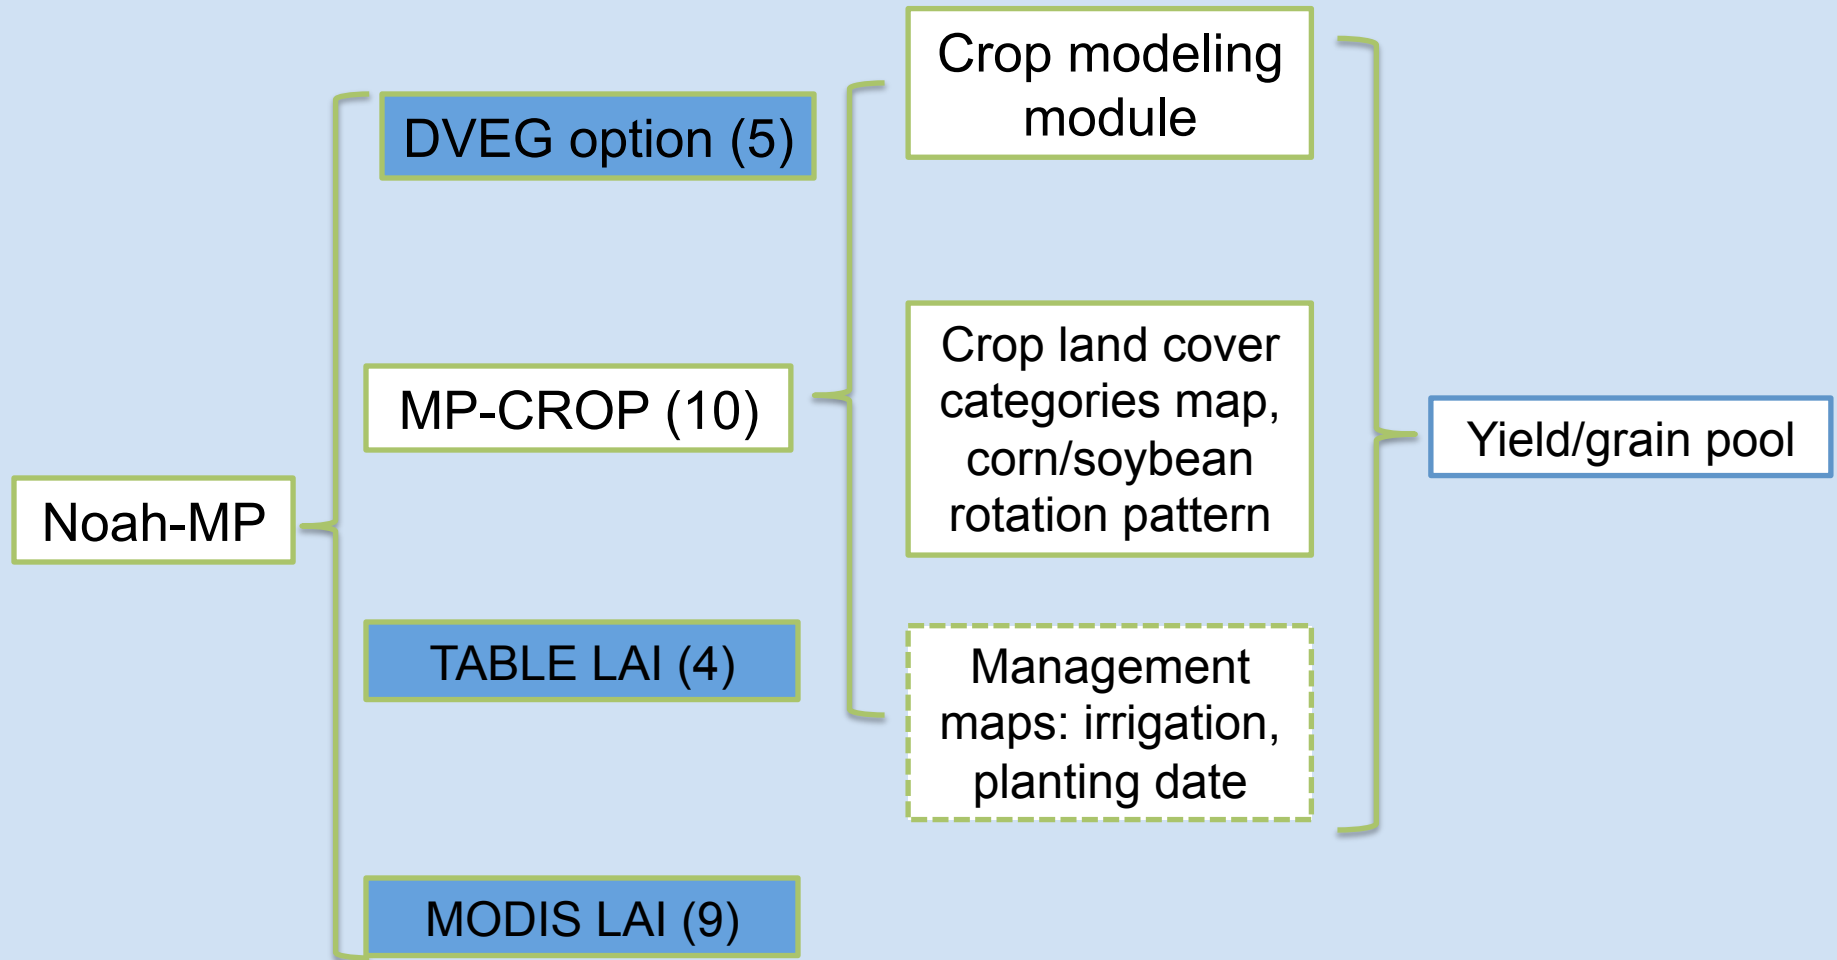 Noah-MP
DVEG option (5)
MP-CROP (10)
TABLE LAI (4)
MODIS LAI (9)
Crop modeling
module
Crop land cover
categories map,
corn/soybean
rotation pattern
Management
maps: irrigation,
planting date
Yield/grain pool